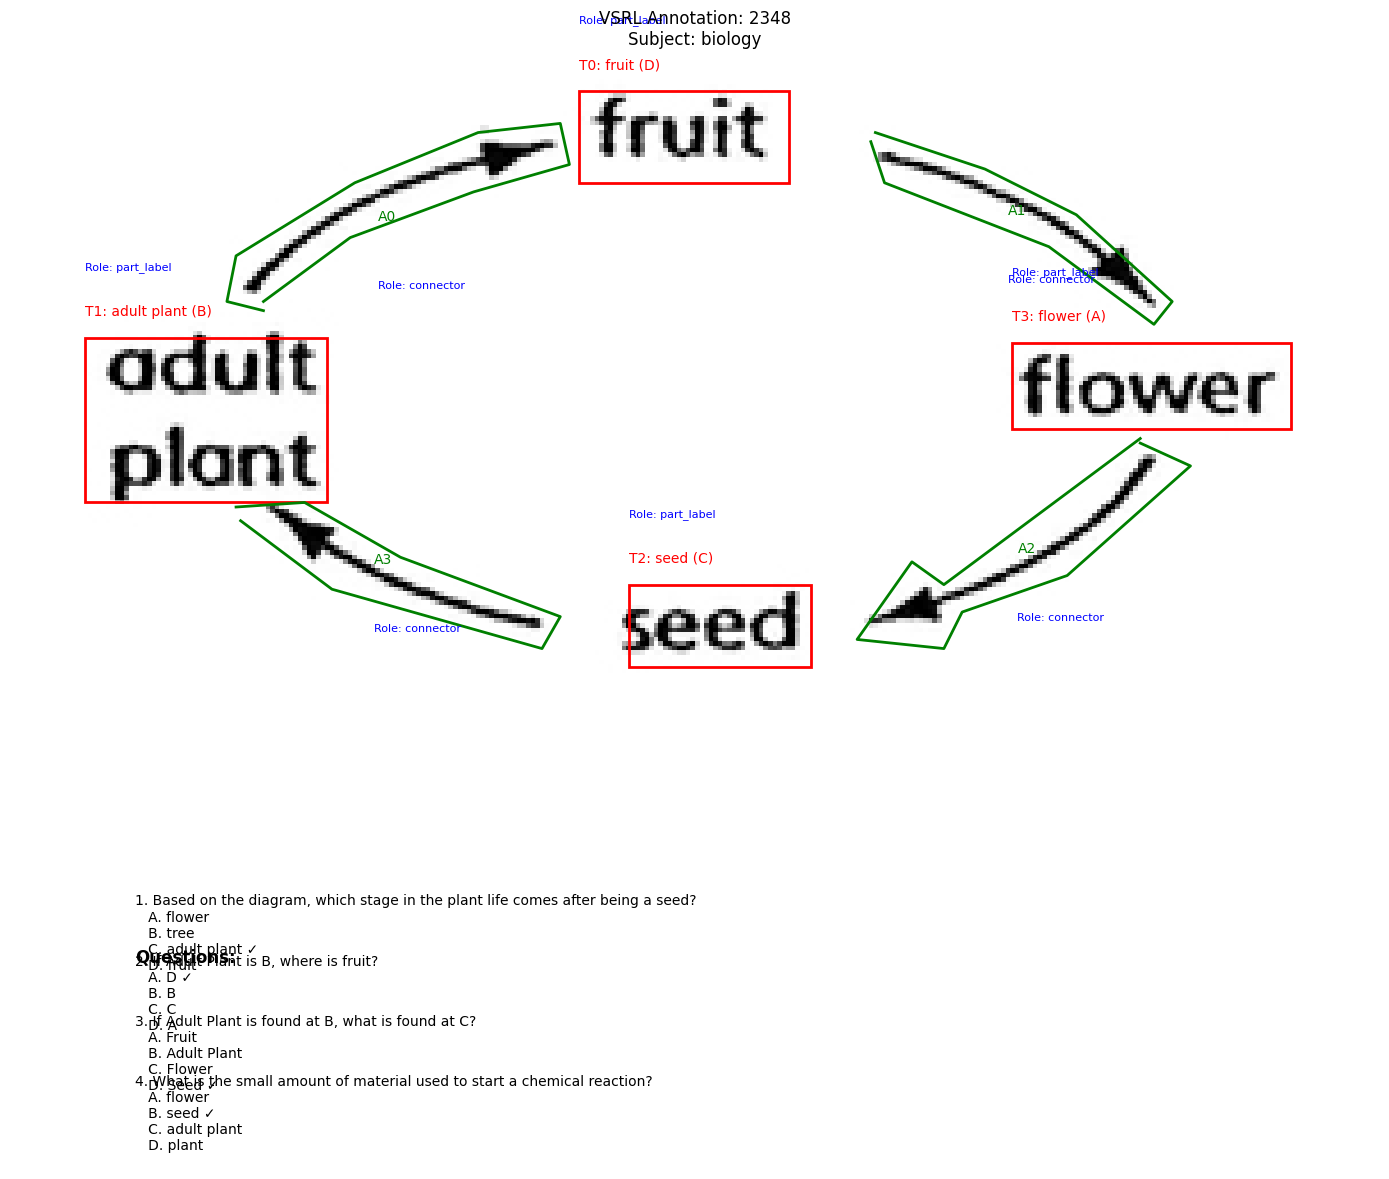 VSRL Annotation: 2348
Subject: biology
Role: part_label
T0: fruit (D)
fruit
A0
A1
Role: part_label
T1: adult plant (B)
adult
plant
Role: connector
Role: part_label
Role: connector
T3: flower (A)
flower
Role: part_label
T2: seed (C)
seed
A2
Role: connector
A3
Role: connector
1. Based on the diagram, which stage in the plant life comes after being a seed?
A. flower
B. tree
C. adult plant ✓
D. fruit
Questions:
2. If Adult Plant is B, where is fruit?
A. D ✓
B. B
C. C
D. A
3. If Adult Plant is found at B, what is found at C?
A. Fruit
B. Adult Plant
C. Flower
D. Seed ✓
4. What is the small amount of material used to start a chemical reaction?
A. flower
B. seed ✓
C. adult plant
D. plant